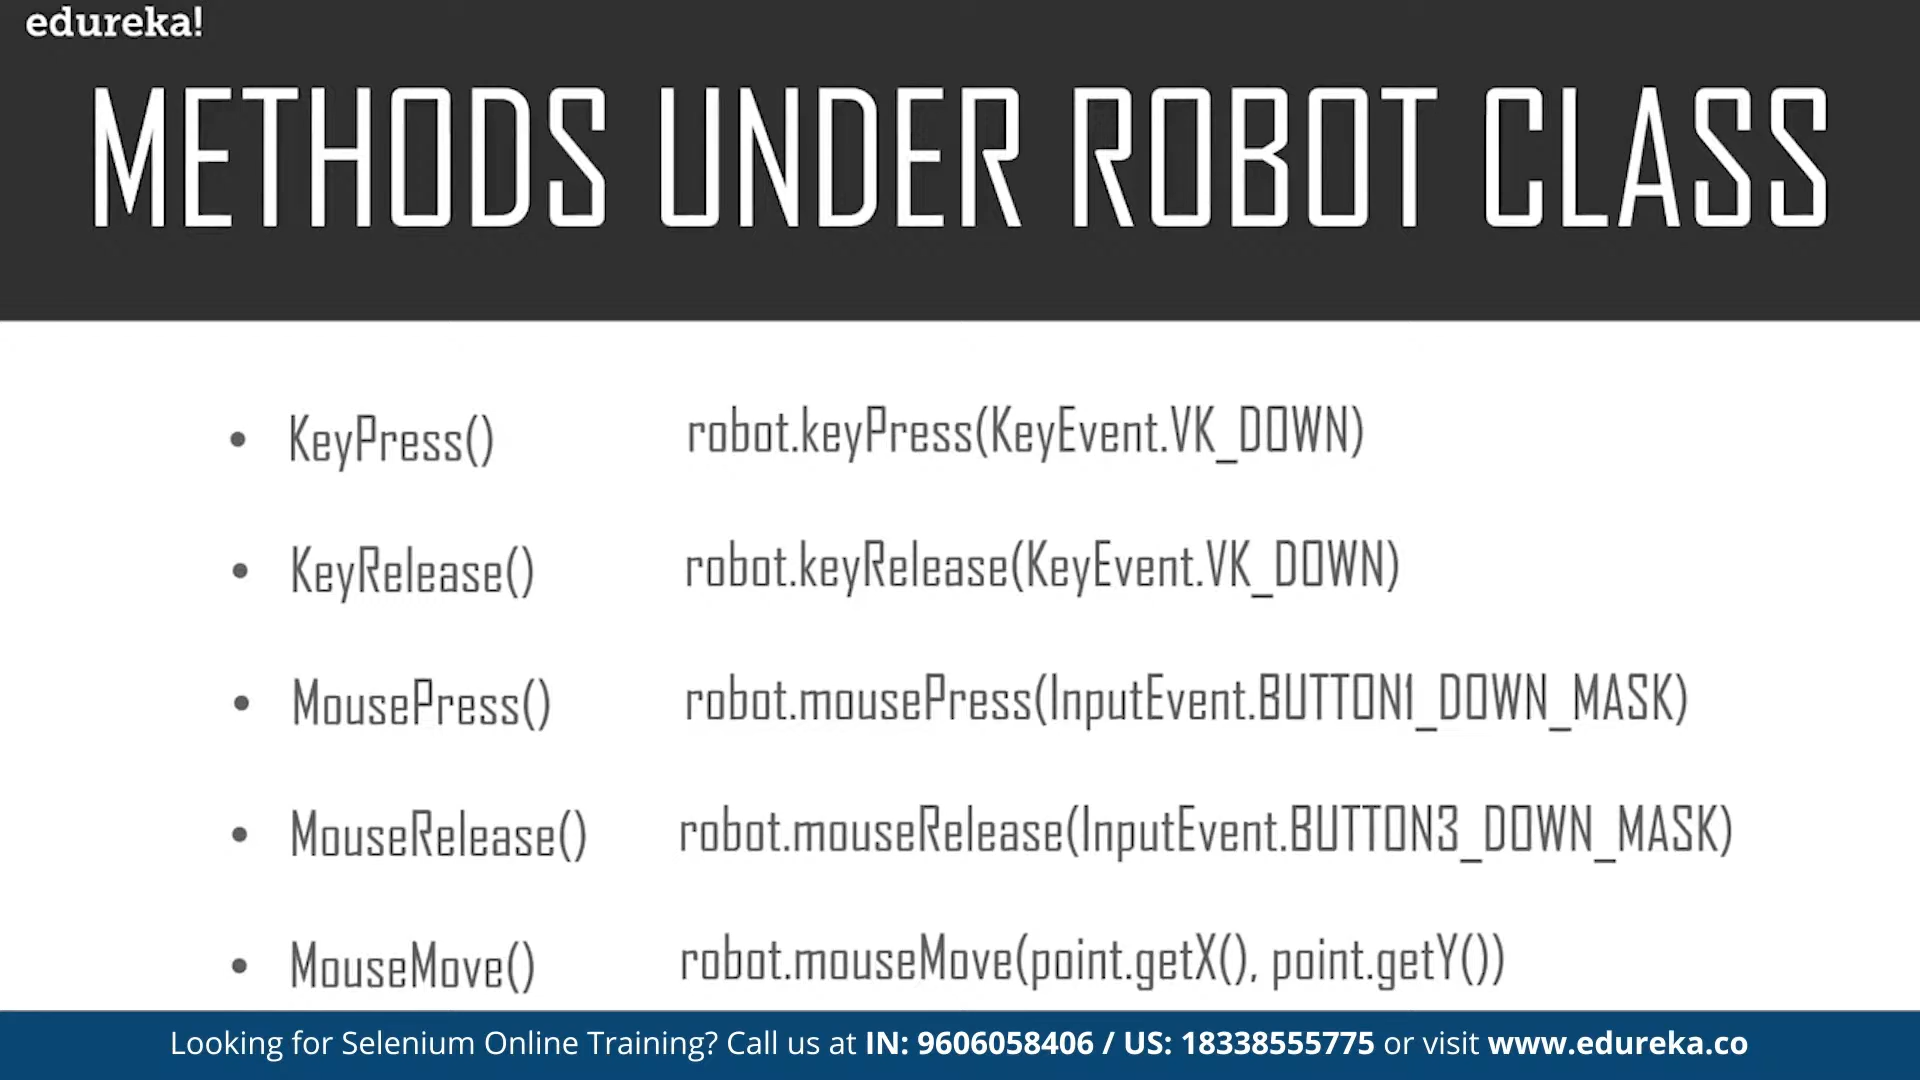 edureka!
METHODS UNDER ROBOT CLASS
• KeyPress() robot.keyPress(KeyEvent.VK_DOWN)
• KeyRelease() robot.keyRelease(KeyEvent.VK_DOWN)
• MousePress() robot.mousePress(InputEvent.BUTTON1_DOWN_MASK)
• MouseRelease() robot.mouseRelease(InputEvent.BUTTON3_DOWN_MASK)
• MouseMove() robot.mouseMove(point.getX(), point.getY())
Looking for Selenium Online Training? Call us at IN: 9606058406 / US: 18338555775 or visit www.edureka.co